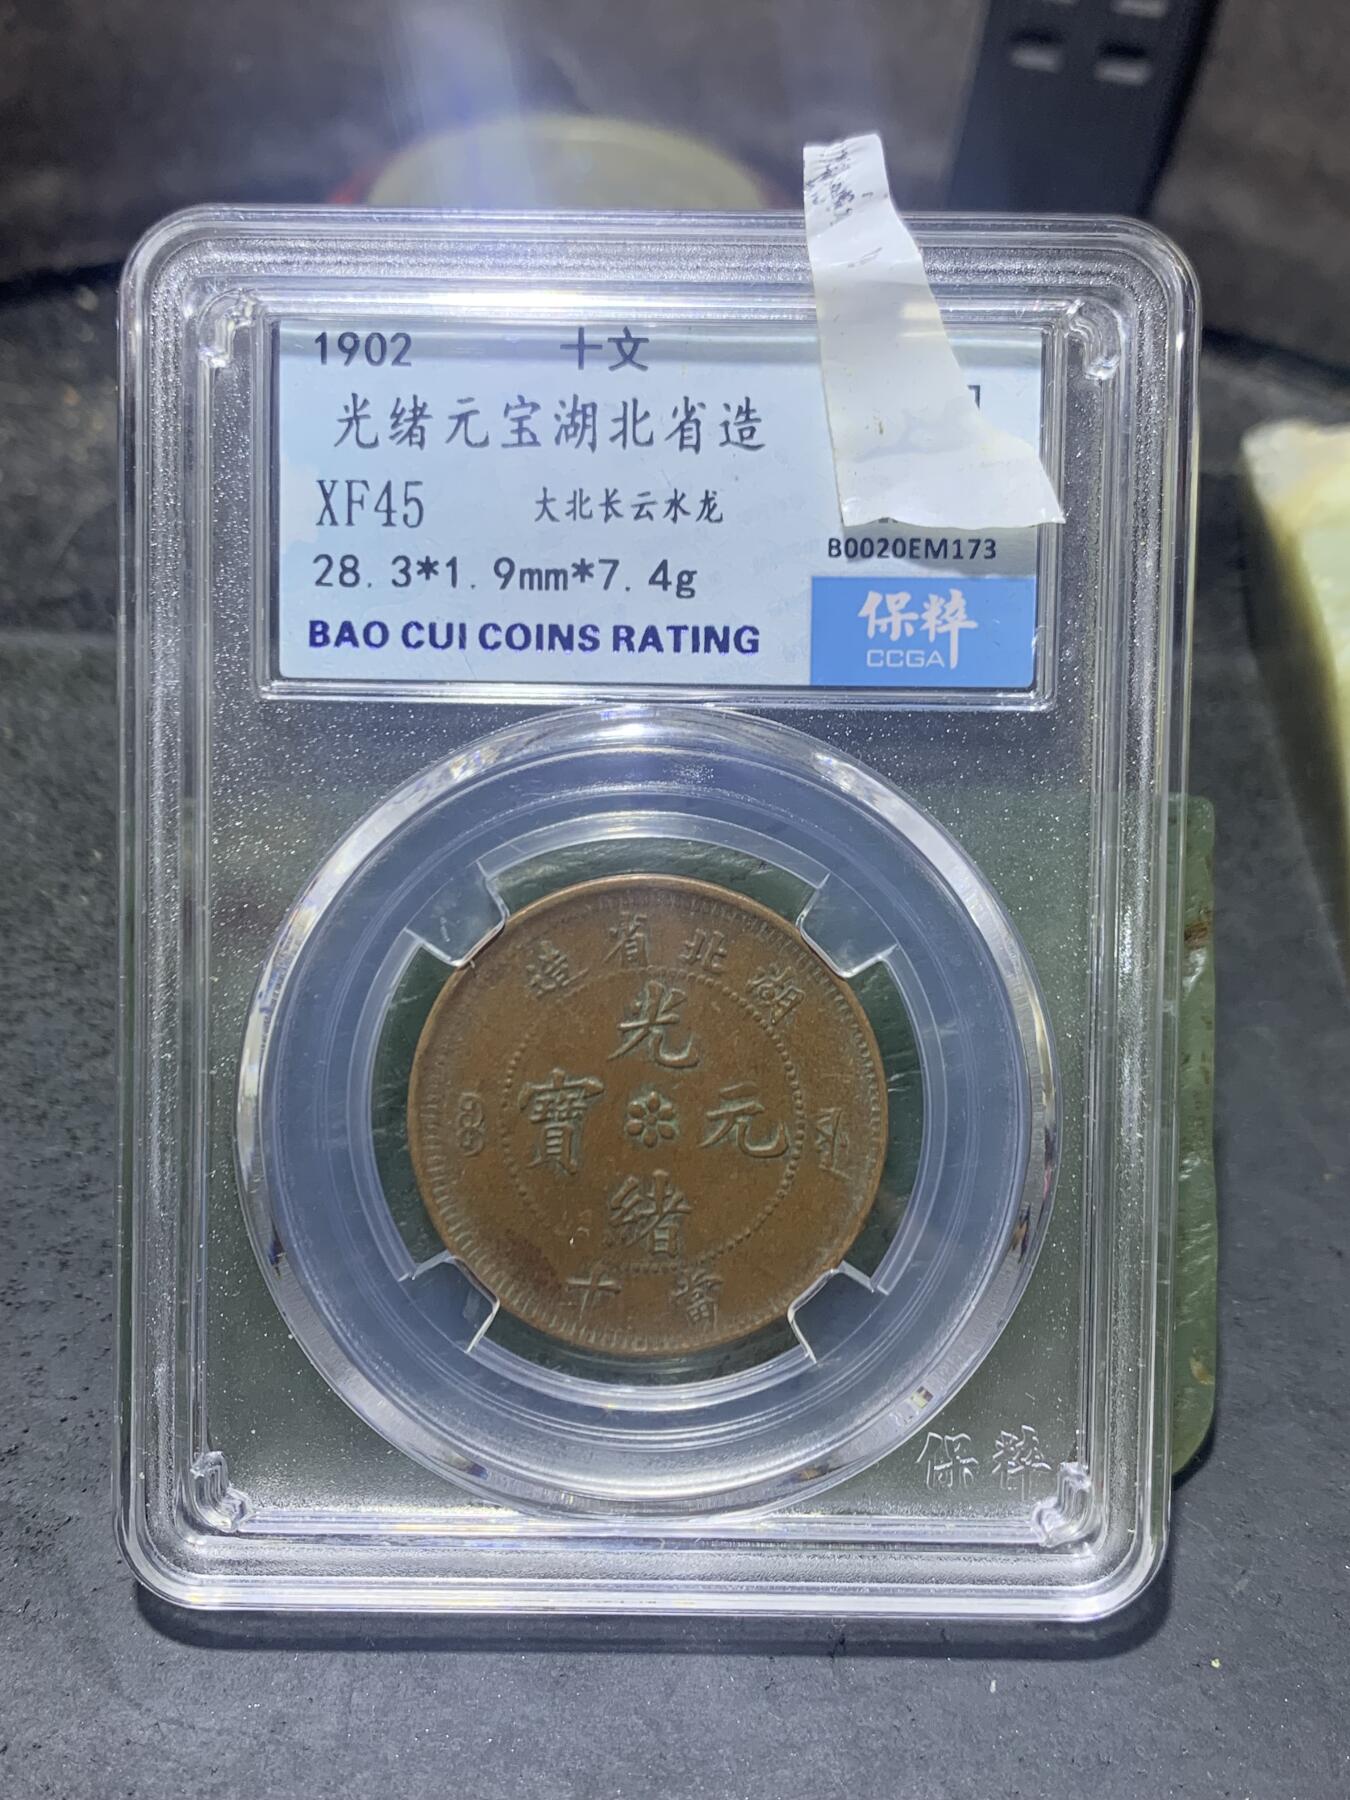 1902 十文
光绪元宝湖北省造
XF45 大北长云水龙
28.3*1.9mm*7.4g
BAO CUI COINS RATING
B0020EM173
保粹
CCGA
造省北湖
光
寶 元
緒
當十
保粹